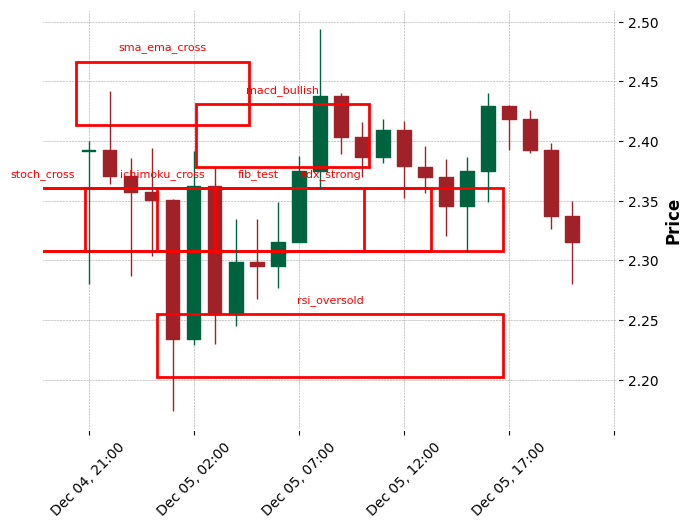 2.50
sma_ema_cross
2.45
macd_bullish
2.40
stoch_cross
ichimoku_cross
fib_test
adx_strong
2.35
Price
2.30
rsi_oversold
2.25
2.20
Dec 04, 21:00
Dec 05, 02:00
Dec 05, 07:00
Dec 05, 12:00
Dec 05, 17:00